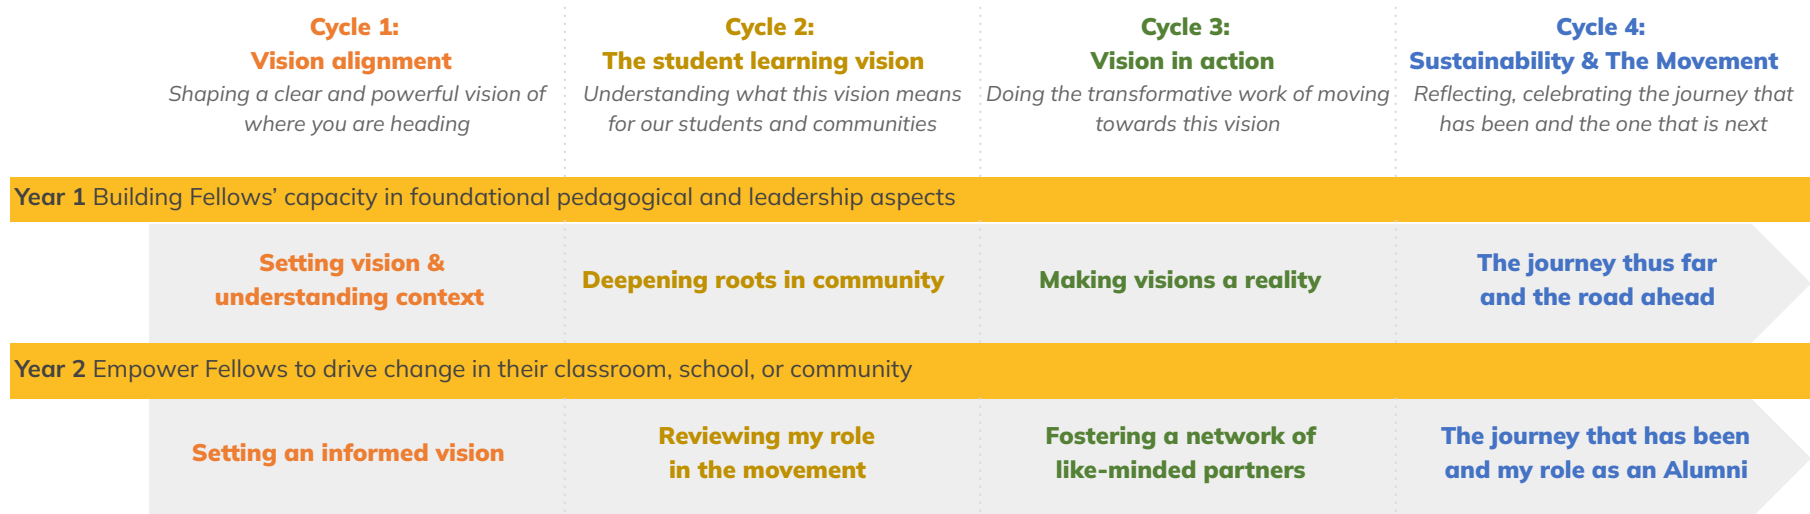 Cycle 1:
Vision alignment
Shaping a clear and powerful vision of
where you are heading
Cycle 2:
The student learning vision
Understanding what this vision means
for our students and communities
Cycle 3:
Vision in action
Doing the transformative work of moving
towards this vision
Cycle 4:
Sustainability & The Movement
Reflecting, celebrating the journey that
has been and the one that is next
Year 1 Building Fellows’ capacity in foundational pedagogical and leadership aspects
Setting vision &
understanding context
Deepening roots in community
Making visions a reality
The journey thus far
and the road ahead
Year 2 Empower Fellows to drive change in their classroom, school, or community
Setting an informed vision
Reviewing my role
in the movement
Fostering a network of
like-minded partners
The journey that has been
and my role as an Alumni